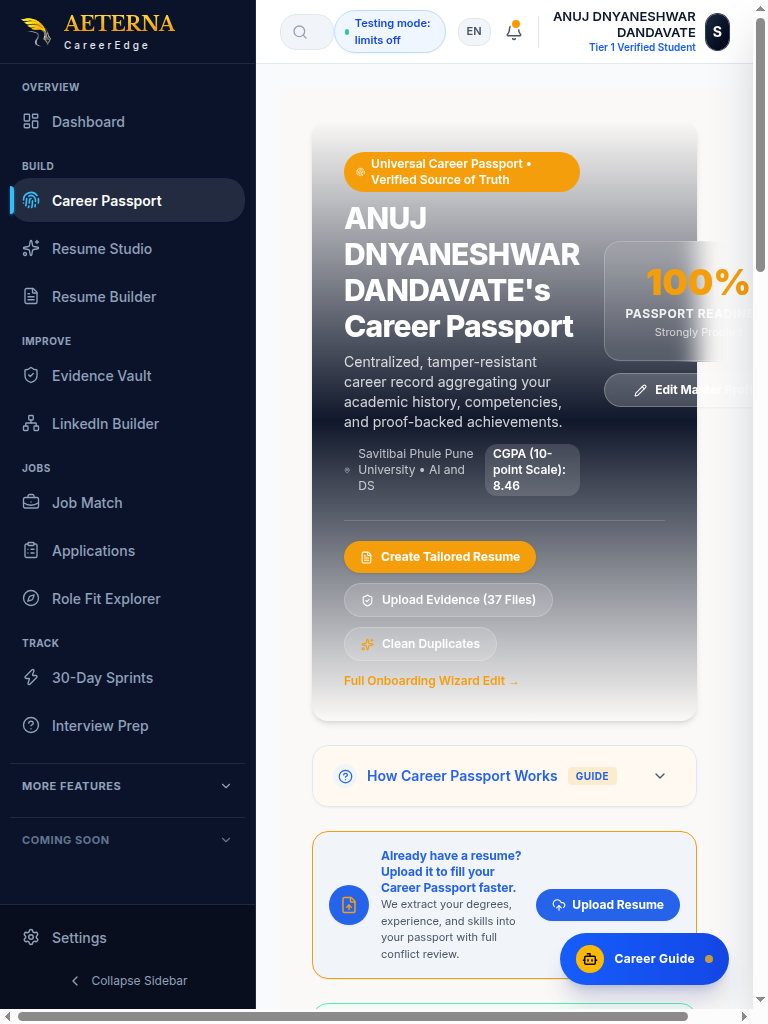 AETERNA
CareerEdge
OVERVIEW
Dashboard
BUILD
Career Passport
Resume Studio
Resume Builder
IMPROVE
Evidence Vault
LinkedIn Builder
JOBS
Job Match
Applications
Role Fit Explorer
TRACK
30-Day Sprints
Interview Prep
MORE FEATURES
COMING SOON
Settings
Collapse Sidebar
Testing mode:
limits off
EN
ANUJ DNYANESHWAR
DANDAVATE
Tier 1 Verified Student
S
Universal Career Passport •
Verified Source of Truth
ANUJ
DNYANESHWAR
DANDAVATE's
Career Passport
Centralized, tamper-resistant
career record aggregating your
academic history, competencies,
and proof-backed achievements.
Savitibai Phule Pune
University • AI and
DS
CGPA (10-
point Scale):
8.46
100%
PASSPORT
Strongly
Edit
Create Tailored Resume
Upload Evidence (37 Files)
Clean Duplicates
Full Onboarding Wizard Edit →
How Career Passport Works
GUIDE
Already have a resume?
Upload it to fill your
Career Passport faster.
We extract your degrees,
experience, and skills into
your passport with full
conflict review.
Upload Resume
Career Guide